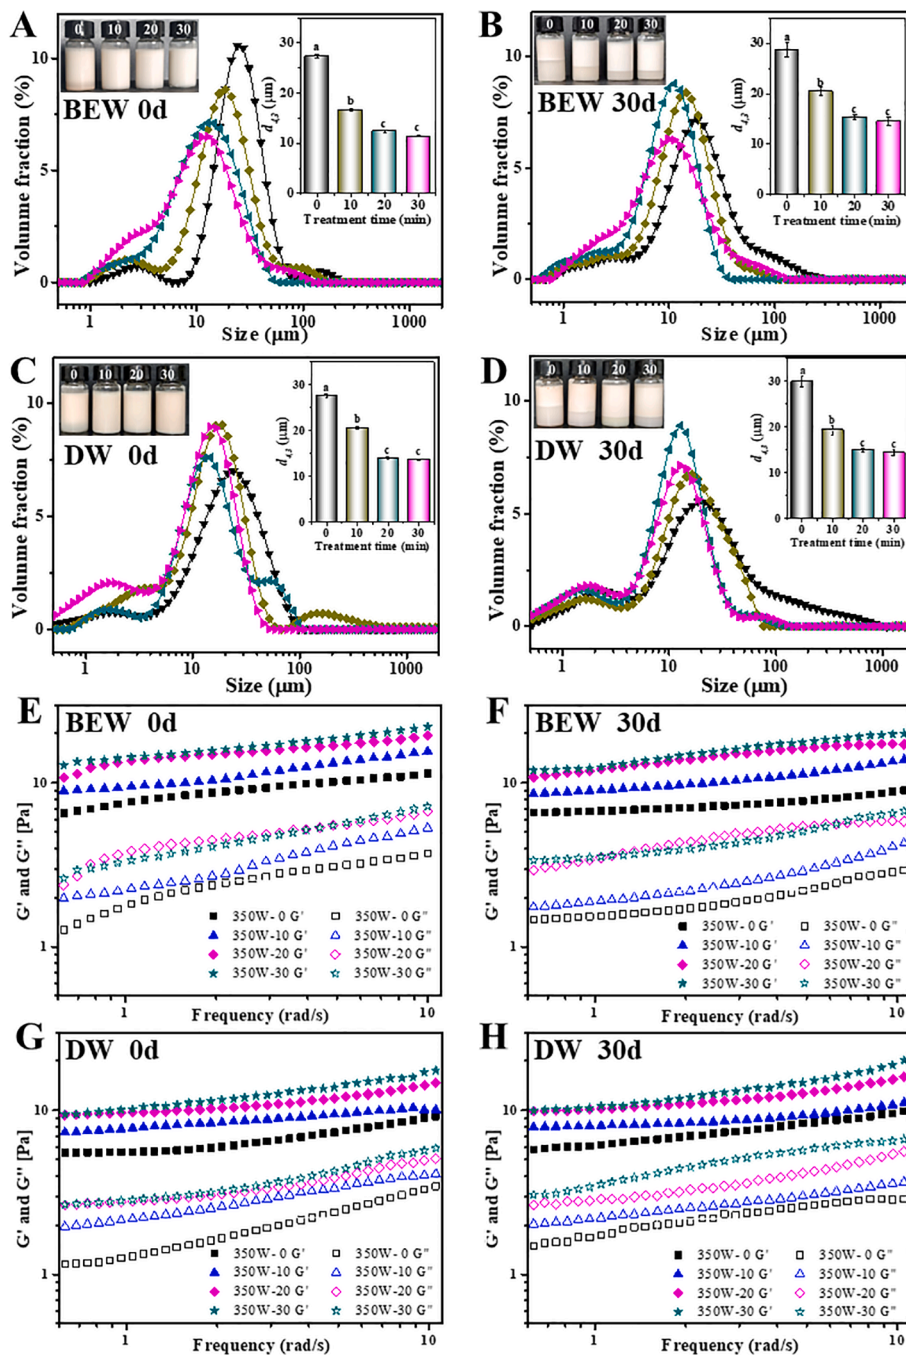 A
0 10 20 30
BEW 0d
Volumne fraction (%)
10
5
0
1 10 100 1000
Size (μm)
d4,3 (μm)
30
20
10
0
a
b
c
c
0 10 20 30
Treatment time (min)
B
0 10 20 30
BEW 30d
Volumne fraction (%)
10
5
0
1 10 100 1000
Size (μm)
d4,3 (μm)
30
20
10
0
a
b
c
c
0 10 20 30
Treatment time (min)
C
0 10 20 30
DW 0d
Volumne fraction (%)
10
5
0
1 10 100 1000
Size (μm)
d4,3 (μm)
30
20
10
0
a
b
c
c
0 10 20 30
Treatment time (min)
D
0 10 20 30
DW 30d
Volumne fraction (%)
10
5
0
1 10 100 1000
Size (μm)
d4,3 (μm)
30
20
10
0
a
b
c
c
0 10 20 30
Treatment time (min)
E
BEW 0d
G' and G" [Pa]
10
1
350W- 0 G' 350W- 0 G"
350W-10 G' 350W-10 G"
350W-20 G' 350W-20 G"
350W-30 G' 350W-30 G"
1 10
Frequency (rad/s)
F
BEW 30d
G' and G" [Pa]
10
1
350W- 0 G' 350W- 0 G"
350W-10 G' 350W-10 G"
350W-20 G' 350W-20 G"
350W-30 G' 350W-30 G"
1 10
Frequency (rad/s)
G
DW 0d
G' and G" [Pa]
10
1
350W- 0 G' 350W- 0 G"
350W-10 G' 350W-10 G"
350W-20 G' 350W-20 G"
350W-30 G' 350W-30 G"
1 10
Frequency (rad/s)
H
DW 30d
G' and G" [Pa]
10
1
350W- 0 G' 350W- 0 G"
350W-10 G' 350W-10 G"
350W-20 G' 350W-20 G"
350W-30 G' 350W-30 G"
1 10
Frequency (rad/s)